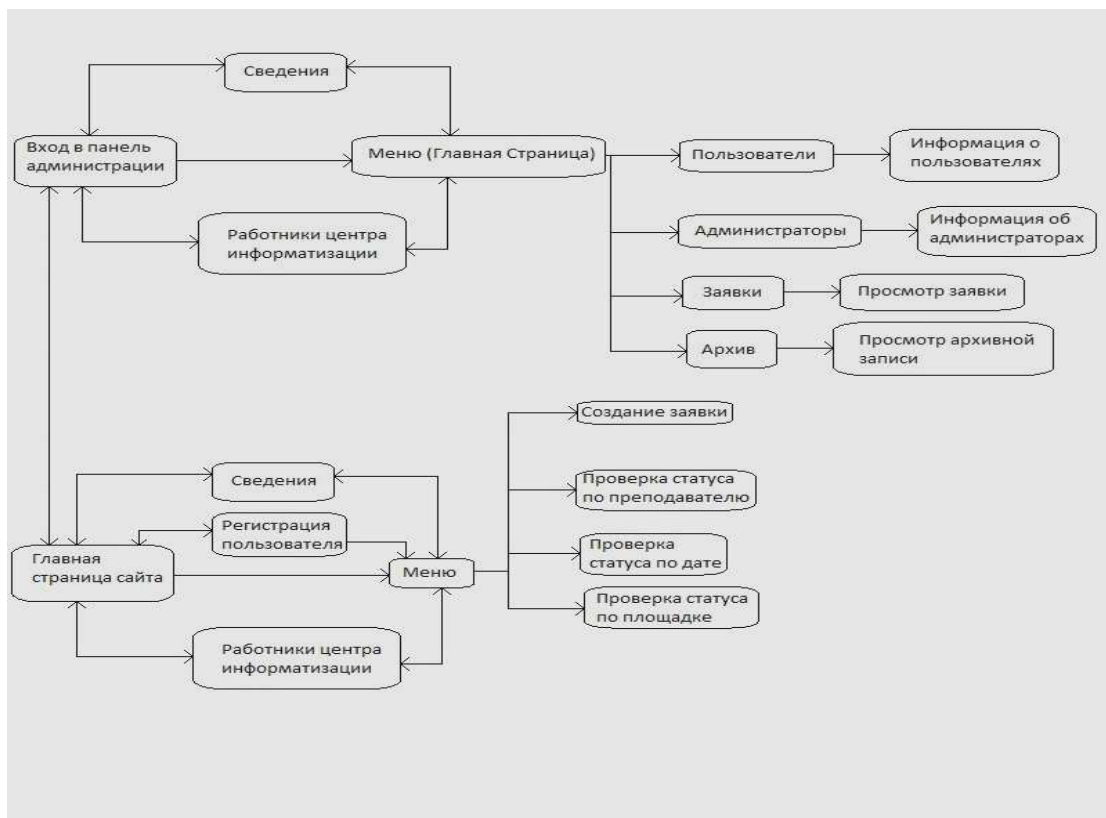 Сведения
Вход в панель
администрации
Меню (Главная Страница)
Пользователи
Информация о
пользователях
Работники центра
информатизации
Администраторы
Информация об
администраторах
Заявки
Просмотр заявки
Архив
Просмотр архивной
записи
Создание заявки
Сведения
Проверка статуса
по преподавателю
Регистрация
пользователя
Главная
страница сайта
Меню
Проверка
статуса по дате
Проверка статуса
по площадке
Работники центра
информатизации